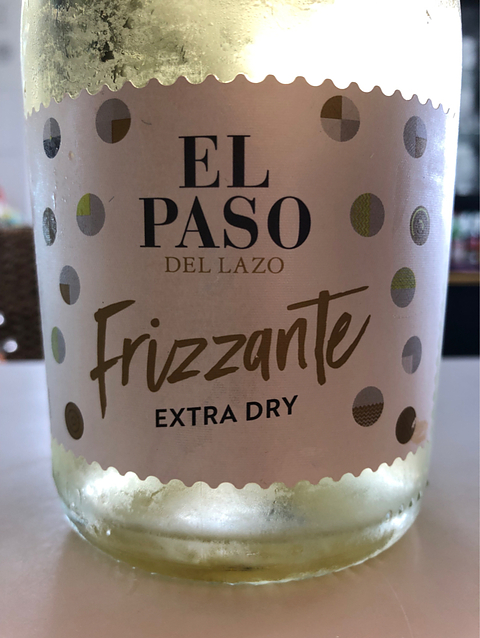 EL
PASO
DEL LAZO
Frizzante
EXTRA DRY